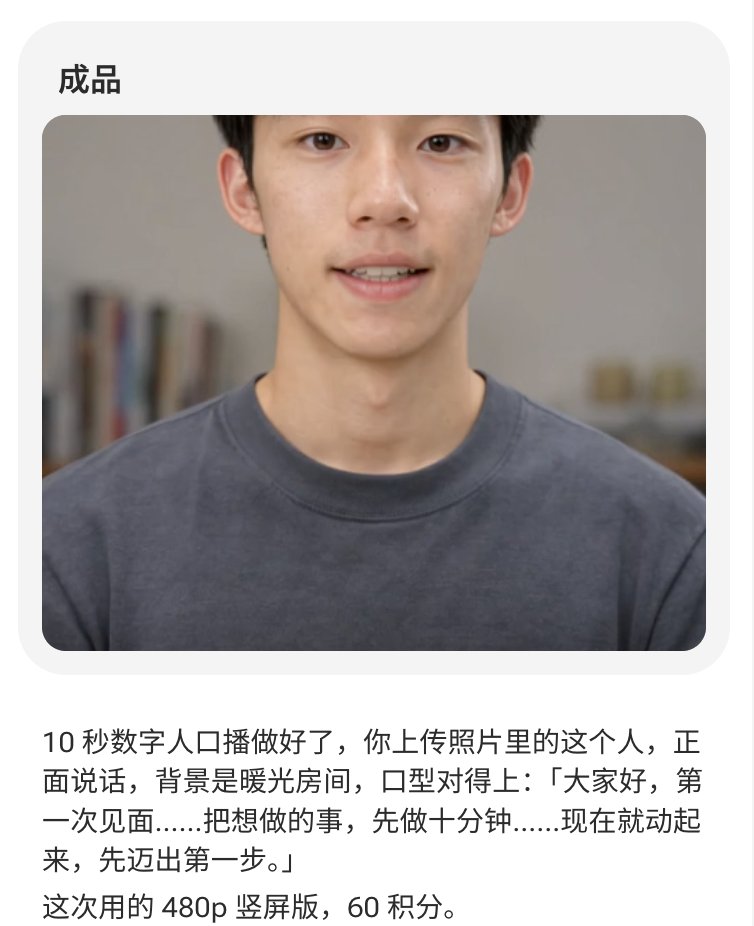 成品
10 秒数字人口播做好了，你上传照片里的这个人，正
面说话，背景是暖光房间，口型对得上：「大家好，第
一次见面……把想做的事，先做十分钟……现在就动起
来，先迈出第一步。」
这次用的 480p 竖屏版，60 积分。